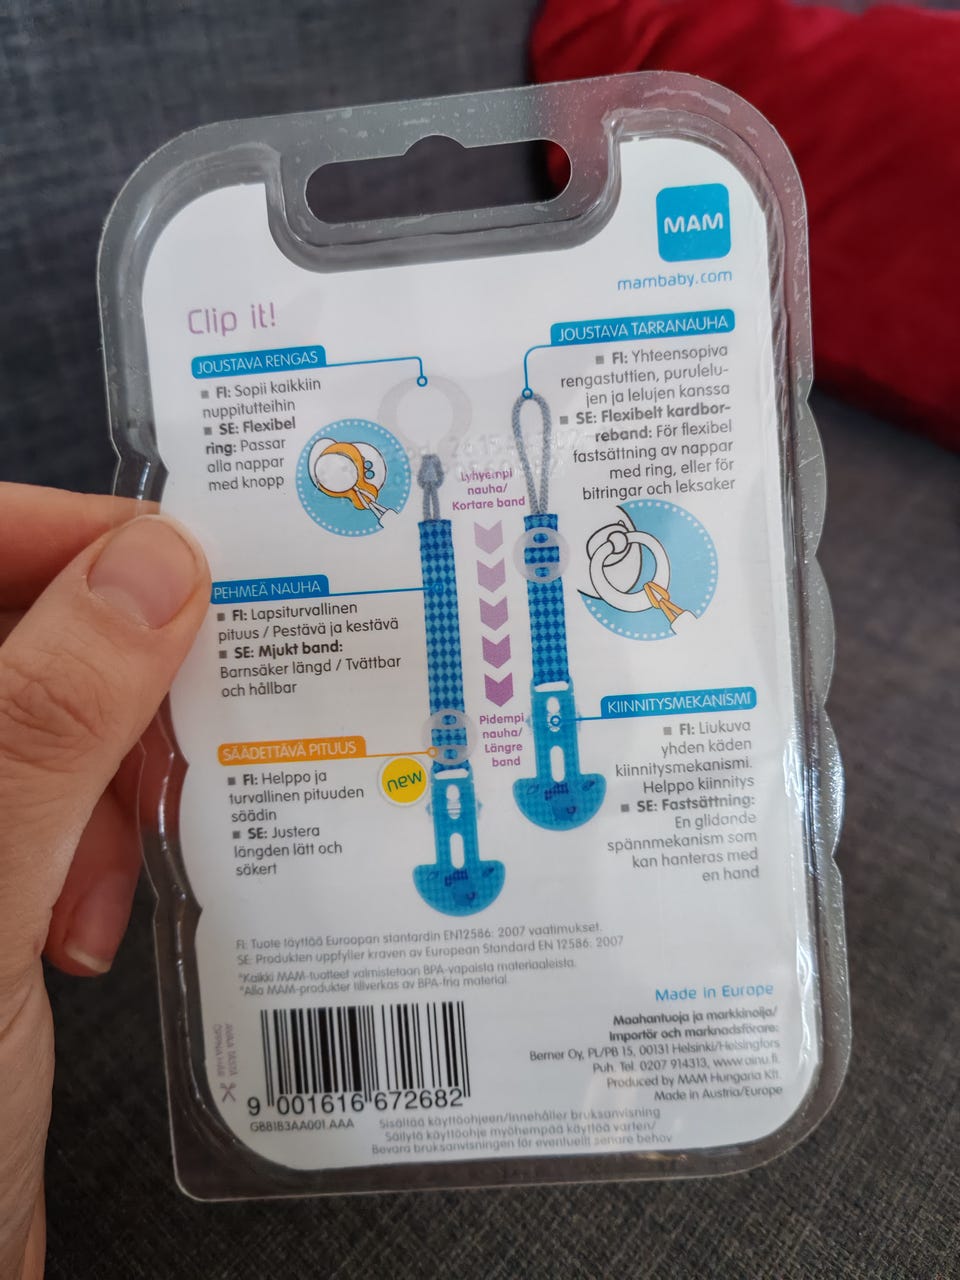 MAM
mambaby.com
Clip it!
JOUSTAVA RENGAS
■ FI: Sopii kaikkiin
nuppitutteihin
■ SE: Flexibel
ring: Passar
alla nappar
med knopp
JOUSTAVA TARRANAUHA
■ FI: Yhteensopiva
rengastuttien, purulelu-
jen ja lelujen kanssa
■ SE: Flexibelt kardbor-
reband: För flexibel
fastsättning av nappar
med ring, eller för
bitringar och leksaker
Lyhyempi
nauha/
Kortare band
PEHMEÄ NAUHA
■ FI: Lapsiturvallinen
pituus / Pestävä ja kestävä
■ SE: Mjukt band:
Barnsäker längd / Tvättbar
och hållbar
Pidempi
nauha/
Längre
band
SÄÄDETTÄVÄ PITUUS
new
■ FI: Helppo ja
turvallinen pituuden
säädin
■ SE: Justera
längden lätt och
säkert
KIINNITYSMEKANISMI
■ FI: Liukuva
yhden käden
kiinnitysmekanismi.
Helppo kiinnitys
■ SE: Fastsättning:
En glidande
spännmekanism som
kan hanteras med
en hand
FI: Tuote täyttää Euroopan stantardin EN12586: 2007 vaatimukset.
SE: Produkten uppfyller kraven av European Standard EN 12586: 2007
*Kaikki MAM-tuotteet valmistetaan BPA-vapaista materiaaleista.
*Alla MAM-produkter tillverkas av BPA-fria material
Made in Europe
Maahantuoja ja markkinoija/
Importör och marknadsförare:
Berner Oy, PL/PB 15, 00131 Helsinki/Helsingfors
Puh. Tel. 0207 914313, www.ainu.fi.
Produced by MAM Hungaria Kft.
Made in Austria/Europe
AVAA TÄSTÄ
ÖPPNA HÄR
9 001616 672682
GB81B3AA001.AAA
Sisältää käyttöohjeen/Innehåller bruksanvisning
Säilytä käyttöohje myöhempää käyttöä varten/
Bevara bruksanvisningen för eventuellt senare behov